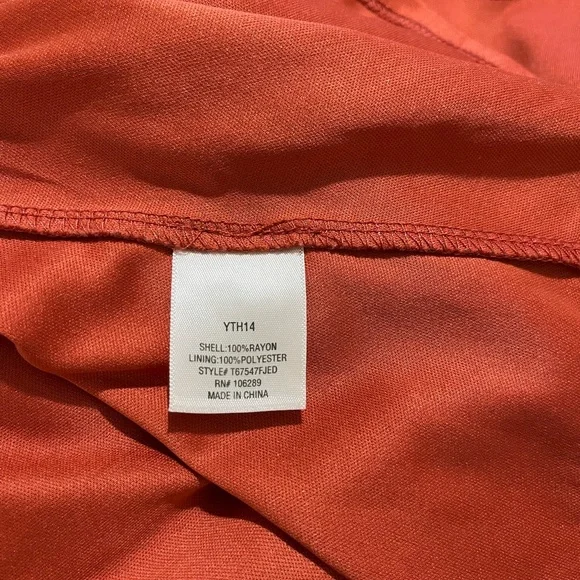 YTH14
SHELL:100%RAYON
LINING:100%POLYESTER
STYLE# T67547FJED
RN# 106289
MADE IN CHINA